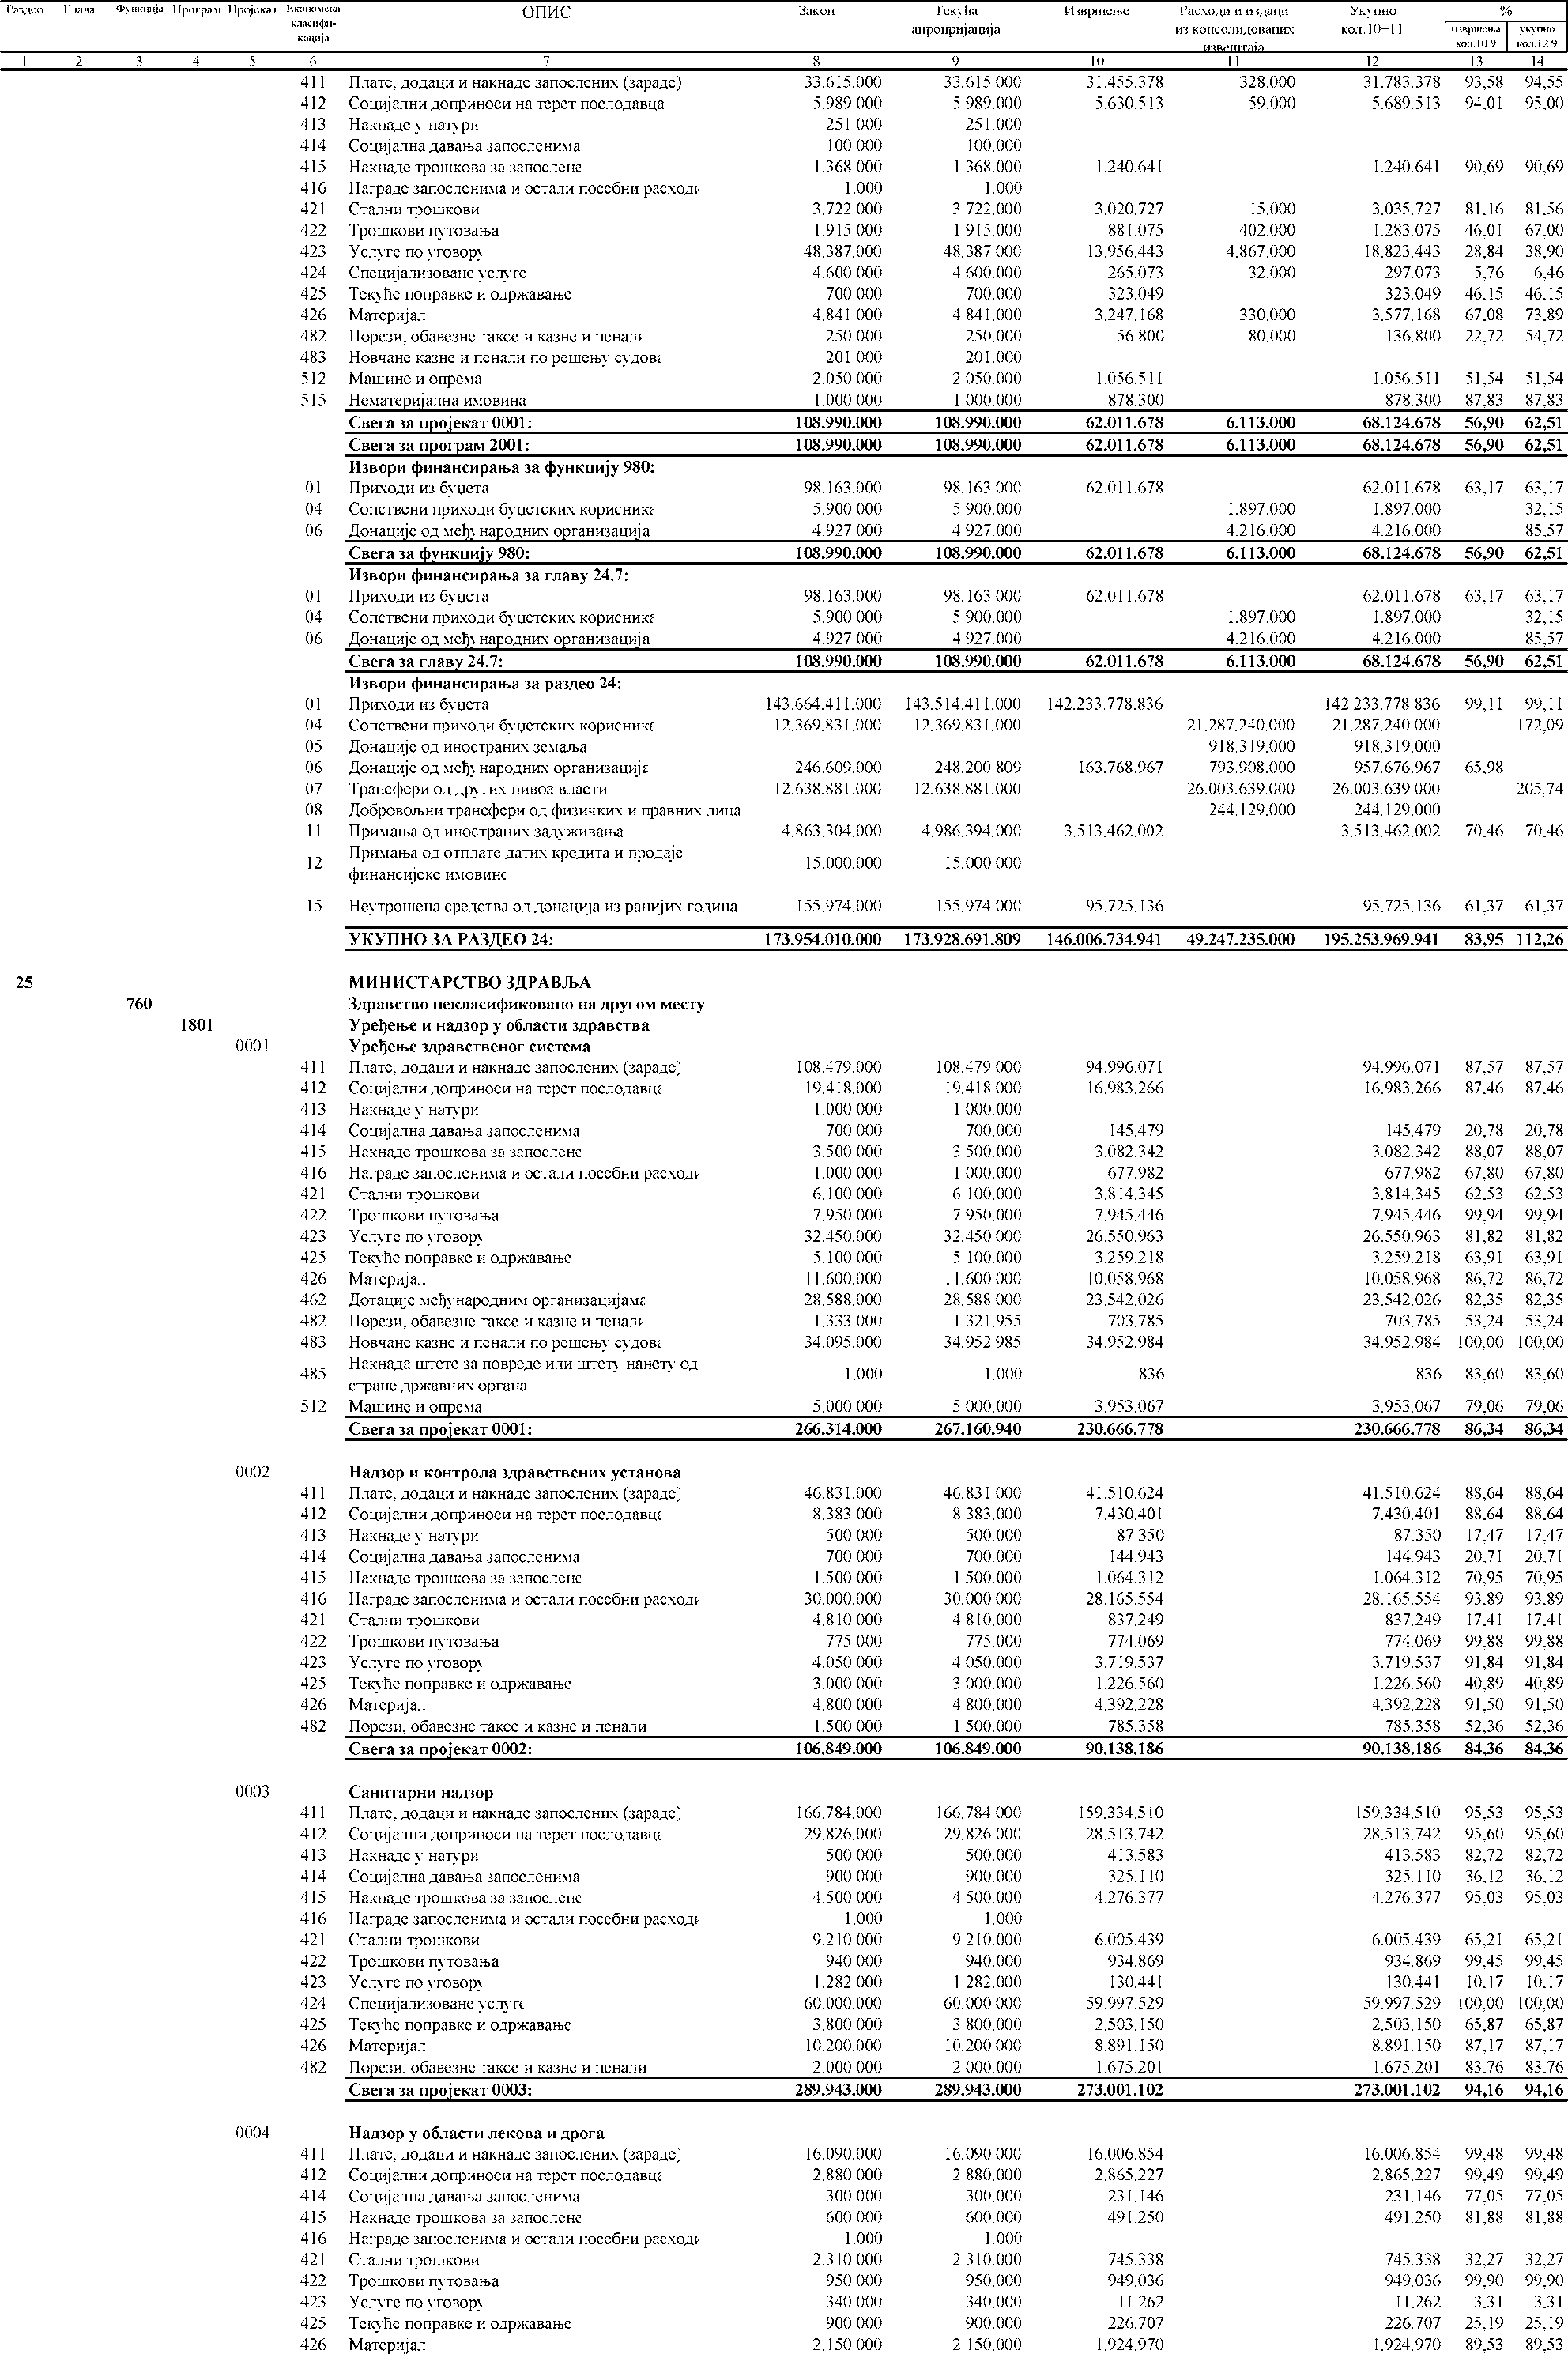 Раздео Глава Функција Програм Пројекат Економска класифи-кација ОПИС Закон Текућа апропријација Извршење Расходи и издаци из консолидованих извештаја Укупно кол.10+11 % извршења кол.10/9 укупно кол.12/9
1 2 3 4 5 6 7 8 9 10 11 12 13 14
411 Плате, додаци и накнаде запослених (зараде) 33.615.000 33.615.000 31.455.378 328.000 31.783.378 93,58 94,55
412 Социјални доприноси на терет послодавца 5.989.000 5.989.000 5.630.513 59.000 5.689.513 94,01 95,00
413 Накнаде у натури 251.000 251.000
414 Социјална давања запосленима 100.000 100.000
415 Накнаде трошкова за запослене 1.368.000 1.368.000 1.240.641 1.240.641 90,69 90,69
416 Награде запосленима и остали посебни расходи 1.000 1.000
421 Стални трошкови 3.722.000 3.722.000 3.020.727 15.000 3.035.727 81,16 81,56
422 Трошкови путовања 1.915.000 1.915.000 881.075 402.000 1.283.075 46,01 67,00
423 Услуге по уговору 48.387.000 48.387.000 13.956.443 4.867.000 18.823.443 28,84 38,90
424 Специјализоване услуге 4.600.000 4.600.000 265.073 32.000 297.073 5,76 6,46
425 Текуће поправке и одржавање 700.000 700.000 323.049 323.049 46,15 46,15
426 Материјал 4.841.000 4.841.000 3.247.168 330.000 3.577.168 67,08 73,89
482 Порези, обавезне таксе и казне и пенали 250.000 250.000 56.800 80.000 136.800 22,72 54,72
483 Новчане казне и пенали по решењу судова 201.000 201.000
512 Машине и опрема 2.050.000 2.050.000 1.056.511 1.056.511 51,54 51,54
515 Нематеријална имовина 1.000.000 1.000.000 878.300 878.300 87,83 87,83
Свега за пројекат 0001: 108.990.000 108.990.000 62.011.678 6.113.000 68.124.678 56,90 62,51
Свега за програм 2001: 108.990.000 108.990.000 62.011.678 6.113.000 68.124.678 56,90 62,51
Извори финансирања за функцију 980:
01 Приходи из буџета 98.163.000 98.163.000 62.011.678 62.011.678 63,17 63,17
04 Сопствени приходи буџетских корисника 5.900.000 5.900.000 1.897.000 1.897.000 32,15
06 Донације од међународних организација 4.927.000 4.927.000 4.216.000 4.216.000 85,57
Свега за функцију 980: 108.990.000 108.990.000 62.011.678 6.113.000 68.124.678 56,90 62,51
Извори финансирања за главу 24.7:
01 Приходи из буџета 98.163.000 98.163.000 62.011.678 62.011.678 63,17 63,17
04 Сопствени приходи буџетских корисника 5.900.000 5.900.000 1.897.000 1.897.000 32,15
06 Донације од међународних организација 4.927.000 4.927.000 4.216.000 4.216.000 85,57
Свега за главу 24.7: 108.990.000 108.990.000 62.011.678 6.113.000 68.124.678 56,90 62,51
Извори финансирања за раздео 24:
01 Приходи из буџета 143.664.411.000 143.514.411.000 142.233.778.836 142.233.778.836 99,11 99,11
04 Сопствени приходи буџетских корисника 12.369.831.000 12.369.831.000 21.287.240.000 21.287.240.000 172,09
05 Донације од иностраних земаља 918.319.000 918.319.000
06 Донације од међународних организација 246.609.000 248.200.809 163.768.967 793.908.000 957.676.967 65,98
07 Трансфери од других нивоа власти 12.638.881.000 12.638.881.000 26.003.639.000 26.003.639.000 205,74
08 Добровољни трансфери од физичких и правних лица 244.129.000 244.129.000
11 Примања од иностраних задуживања 4.863.304.000 4.986.394.000 3.513.462.002 3.513.462.002 70,46 70,46
12 Примања од отплате датих кредита и продаје финансијске имовине 15.000.000 15.000.000
15 Неутрошена средства од донација из ранијих година 155.974.000 155.974.000 95.725.136 95.725.136 61,37 61,37
УКУПНО ЗА РАЗДЕО 24: 173.954.010.000 173.928.691.809 146.006.734.941 49.247.235.000 195.253.969.941 83,95 112,26
25 МИНИСТАРСТВО ЗДРАВЉА
760 Здравство некласификовано на другом месту
1801 Уређење и надзор у области здравства
0001 Уређење здравственог система
411 Плате, додаци и накнаде запослених (зараде) 108.479.000 108.479.000 94.996.071 94.996.071 87,57 87,57
412 Социјални доприноси на терет послодавца 19.418.000 19.418.000 16.983.266 16.983.266 87,46 87,46
413 Накнаде у натури 1.000.000 1.000.000
414 Социјална давања запосленима 700.000 700.000 145.479 145.479 20,78 20,78
415 Накнаде трошкова за запослене 3.500.000 3.500.000 3.082.342 3.082.342 88,07 88,07
416 Награде запосленима и остали посебни расходи 1.000.000 1.000.000 677.982 677.982 67,80 67,80
421 Стални трошкови 6.100.000 6.100.000 3.814.345 3.814.345 62,53 62,53
422 Трошкови путовања 7.950.000 7.950.000 7.945.446 7.945.446 99,94 99,94
423 Услуге по уговору 32.450.000 32.450.000 26.550.963 26.550.963 81,82 81,82
425 Текуће поправке и одржавање 5.100.000 5.100.000 3.259.218 3.259.218 63,91 63,91
426 Материјал 11.600.000 11.600.000 10.058.968 10.058.968 86,72 86,72
462 Дотације међународним организацијама 28.588.000 28.588.000 23.542.026 23.542.026 82,35 82,35
482 Порези, обавезне таксе и казне и пенали 1.333.000 1.321.955 703.785 703.785 53,24 53,24
483 Новчане казне и пенали по решењу судова 34.095.000 34.952.985 34.952.984 34.952.984 100,00 100,00
485 Накнада штете за повреде или штету нанету од стране државних органа 1.000 1.000 836 836 83,60 83,60
512 Машине и опрема 5.000.000 5.000.000 3.953.067 3.953.067 79,06 79,06
Свега за пројекат 0001: 266.314.000 267.160.940 230.666.778 230.666.778 86,34 86,34
0002 Надзор и контрола здравствених установа
411 Плате, додаци и накнаде запослених (зараде) 46.831.000 46.831.000 41.510.624 41.510.624 88,64 88,64
412 Социјални доприноси на терет послодавца 8.383.000 8.383.000 7.430.401 7.430.401 88,64 88,64
413 Накнаде у натури 500.000 500.000 87.350 87.350 17,47 17,47
414 Социјална давања запосленима 700.000 700.000 144.943 144.943 20,71 20,71
415 Накнаде трошкова за запослене 1.500.000 1.500.000 1.064.312 1.064.312 70,95 70,95
416 Награде запосленима и остали посебни расходи 30.000.000 30.000.000 28.165.554 28.165.554 93,89 93,89
421 Стални трошкови 4.810.000 4.810.000 837.249 837.249 17,41 17,41
422 Трошкови путовања 775.000 775.000 774.069 774.069 99,88 99,88
423 Услуге по уговору 4.050.000 4.050.000 3.719.537 3.719.537 91,84 91,84
425 Текуће поправке и одржавање 3.000.000 3.000.000 1.226.560 1.226.560 40,89 40,89
426 Материјал 4.800.000 4.800.000 4.392.228 4.392.228 91,50 91,50
482 Порези, обавезне таксе и казне и пенали 1.500.000 1.500.000 785.358 785.358 52,36 52,36
Свега за пројекат 0002: 106.849.000 106.849.000 90.138.186 90.138.186 84,36 84,36
0003 Санитарни надзор
411 Плате, додаци и накнаде запослених (зараде) 166.784.000 166.784.000 159.334.510 159.334.510 95,53 95,53
412 Социјални доприноси на терет послодавца 29.826.000 29.826.000 28.513.742 28.513.742 95,60 95,60
413 Накнаде у натури 500.000 500.000 413.583 413.583 82,72 82,72
414 Социјална давања запосленима 900.000 900.000 325.110 325.110 36,12 36,12
415 Накнаде трошкова за запослене 4.500.000 4.500.000 4.276.377 4.276.377 95,03 95,03
416 Награде запосленима и остали посебни расходи 1.000 1.000
421 Стални трошкови 9.210.000 9.210.000 6.005.439 6.005.439 65,21 65,21
422 Трошкови путовања 940.000 940.000 934.869 934.869 99,45 99,45
423 Услуге по уговору 1.282.000 1.282.000 130.441 130.441 10,17 10,17
424 Специјализоване услуге 60.000.000 60.000.000 59.997.529 59.997.529 100,00 100,00
425 Текуће поправке и одржавање 3.800.000 3.800.000 2.503.150 2.503.150 65,87 65,87
426 Материјал 10.200.000 10.200.000 8.891.150 8.891.150 87,17 87,17
482 Порези, обавезне таксе и казне и пенали 2.000.000 2.000.000 1.675.201 1.675.201 83,76 83,76
Свега за пројекат 0003: 289.943.000 289.943.000 273.001.102 273.001.102 94,16 94,16
0004 Надзор у области лекова и дрога
411 Плате, додаци и накнаде запослених (зараде) 16.090.000 16.090.000 16.006.854 16.006.854 99,48 99,48
412 Социјални доприноси на терет послодавца 2.880.000 2.880.000 2.865.227 2.865.227 99,49 99,49
414 Социјална давања запосленима 300.000 300.000 231.146 231.146 77,05 77,05
415 Накнаде трошкова за запослене 600.000 600.000 491.250 491.250 81,88 81,88
416 Награде запосленима и остали посебни расходи 1.000 1.000
421 Стални трошкови 2.310.000 2.310.000 745.338 745.338 32,27 32,27
422 Трошкови путовања 950.000 950.000 949.036 949.036 99,90 99,90
423 Услуге по уговору 340.000 340.000 11.262 11.262 3,31 3,31
425 Текуће поправке и одржавање 900.000 900.000 226.707 226.707 25,19 25,19
426 Материјал 2.150.000 2.150.000 1.924.970 1.924.970 89,53 89,53